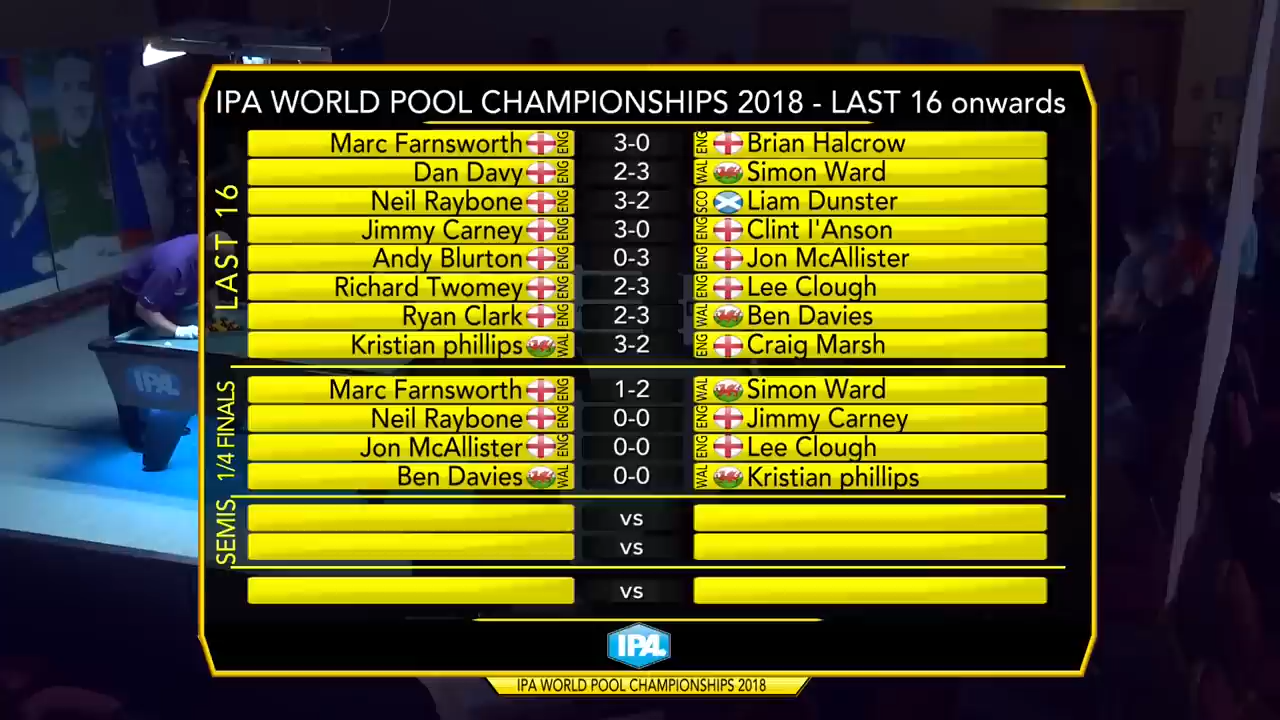 IPA WORLD POOL CHAMPIONSHIPS 2018 - LAST 16 onwards
LAST 16
Marc Farnsworth ENG 3-0 ENG Brian Halcrow
Dan Davy ENG 2-3 WAL Simon Ward
Neil Raybone ENG 3-2 SCO Liam Dunster
Jimmy Carney ENG 3-0 ENG Clint I'Anson
Andy Blurton ENG 0-3 ENG Jon McAllister
Richard Twomey ENG 2-3 ENG Lee Clough
Ryan Clark ENG 2-3 WAL Ben Davies
Kristian phillips WAL 3-2 ENG Craig Marsh
1/4 FINALS
Marc Farnsworth ENG 1-2 WAL Simon Ward
Neil Raybone ENG 0-0 ENG Jimmy Carney
Jon McAllister ENG 0-0 ENG Lee Clough
Ben Davies WAL 0-0 WAL Kristian phillips
SEMIS
vs
vs
vs
IPA
IPA.
IPA WORLD POOL CHAMPIONSHIPS 2018